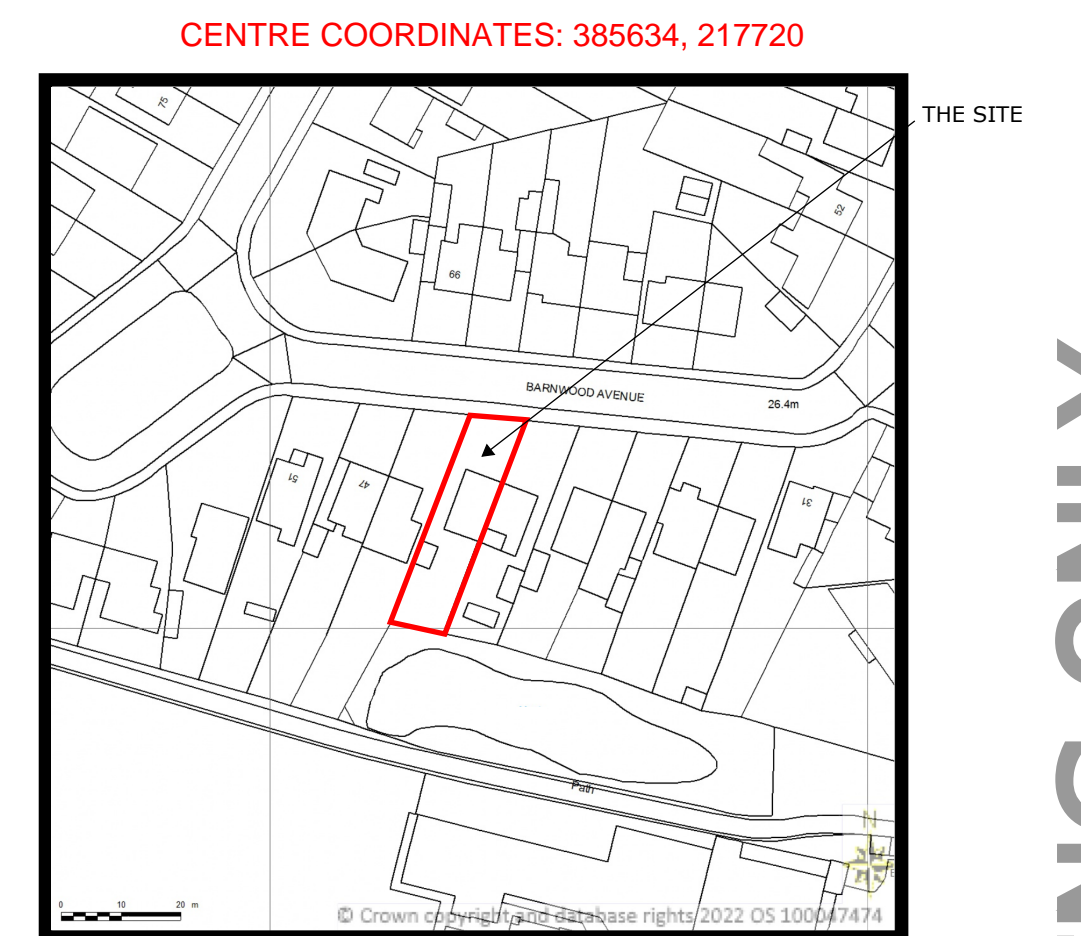 CENTRE COORDINATES: 385634, 217720
THE SITE
75
52
66
BARNWOOD AVENUE
26.4m
51
47
31
Path
N
0 10 20 m
© Crown copyright and database rights 2022 OS 100047474